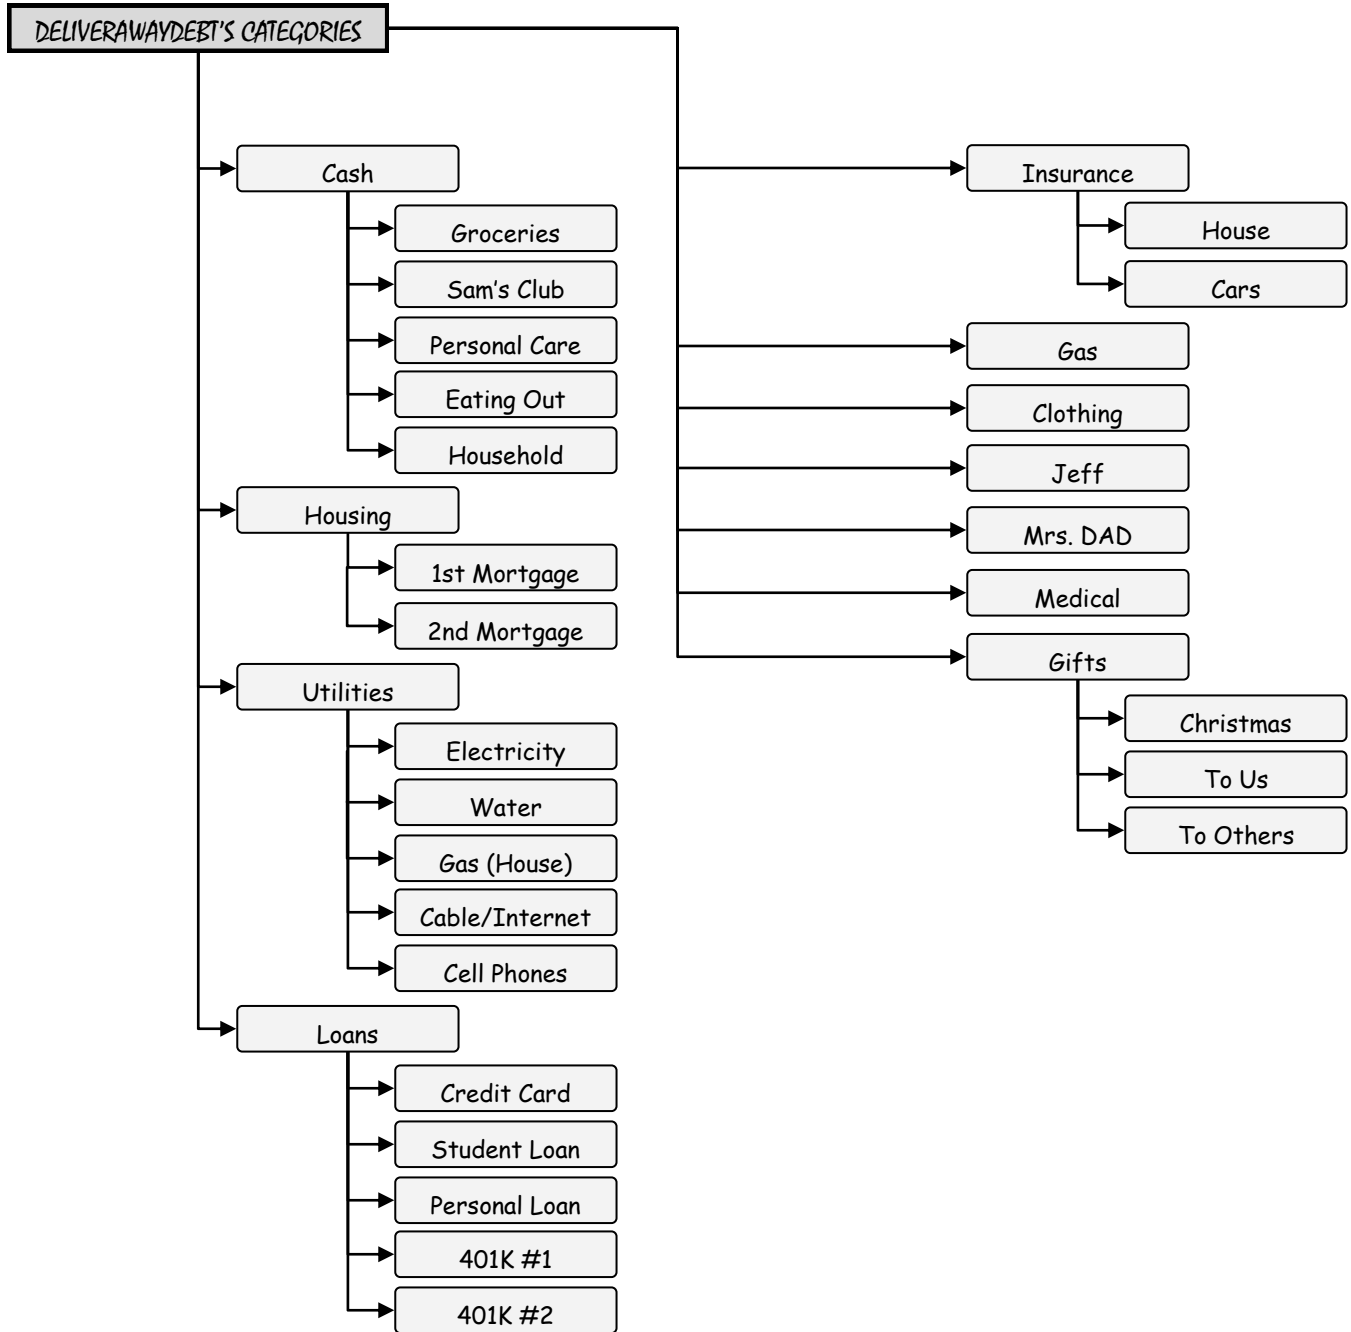 DELIVERAWAYDEBT'S CATEGORIES
Cash
Groceries
Sam's Club
Personal Care
Eating Out
Household
Housing
1st Mortgage
2nd Mortgage
Utilities
Electricity
Water
Gas (House)
Cable/Internet
Cell Phones
Loans
Credit Card
Student Loan
Personal Loan
401K #1
401K #2
Insurance
House
Cars
Gas
Clothing
Jeff
Mrs. DAD
Medical
Gifts
Christmas
To Us
To Others